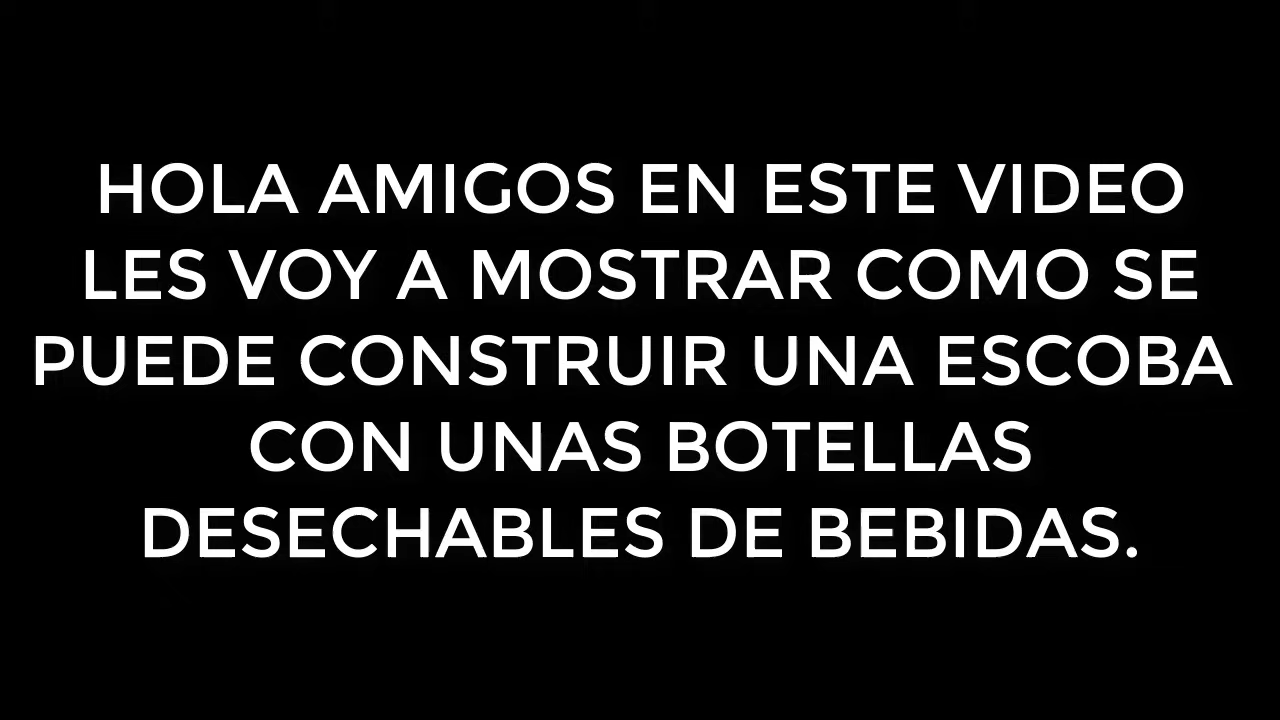 HOLA AMIGOS EN ESTE VIDEO
LES VOY A MOSTRAR COMO SE
PUEDE CONSTRUIR UNA ESCOBA
CON UNAS BOTELLAS
DESECHABLES DE BEBIDAS.